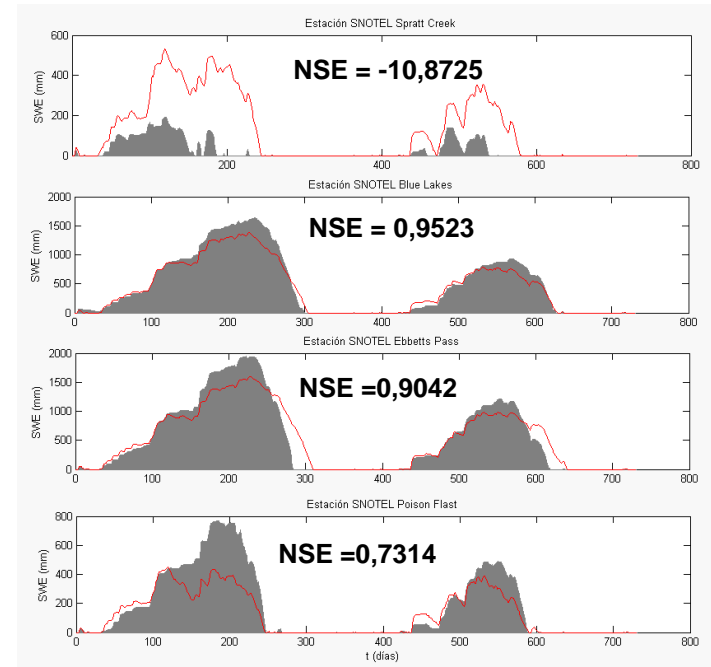 Estación SNOTEL Spratt Creek
600
400
200
0
SWE (mm)
NSE = -10,8725
200 400 600 800
Estación SNOTEL Blue Lakes
2000
1500
1000
500
0
SWE (mm)
NSE = 0,9523
0 100 200 300 400 500 600 700 800
Estación SNOTEL Ebbetts Pass
2000
1500
1000
500
0
SWE (mm)
NSE =0,9042
0 100 200 300 400 500 600 700 800
Estación SNOTEL Poison Flast
800
600
400
200
0
SWE (mm)
NSE =0,7314
0 100 200 300 400 500 600 700 800
t (días)